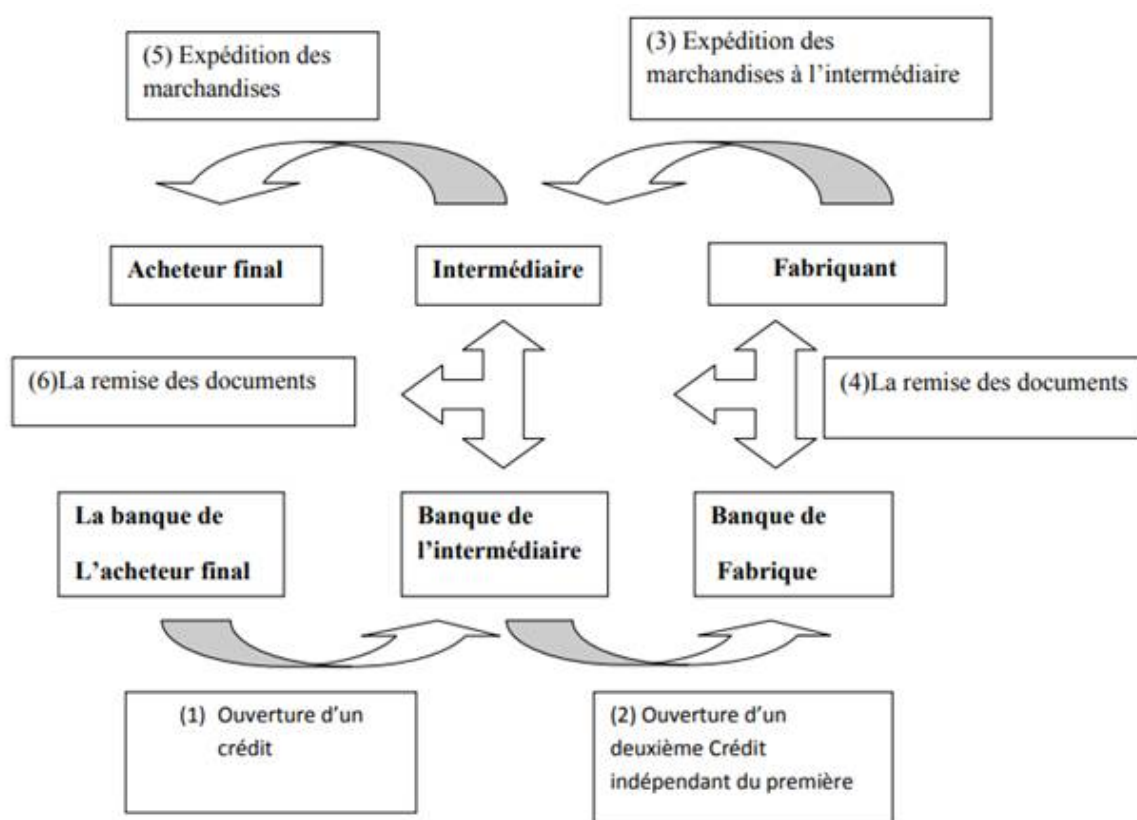 (5) Expédition des
marchandises
(3) Expédition des
marchandises à l’intermédiaire
Acheteur final
Intermédiaire
Fabriquant
(6)La remise des documents
(4)La remise des documents
La banque de
L’acheteur final
Banque de
l’intermédiaire
Banque de
Fabrique
(1) Ouverture d’un
crédit
(2) Ouverture d’un
deuxième Crédit
indépendant du première